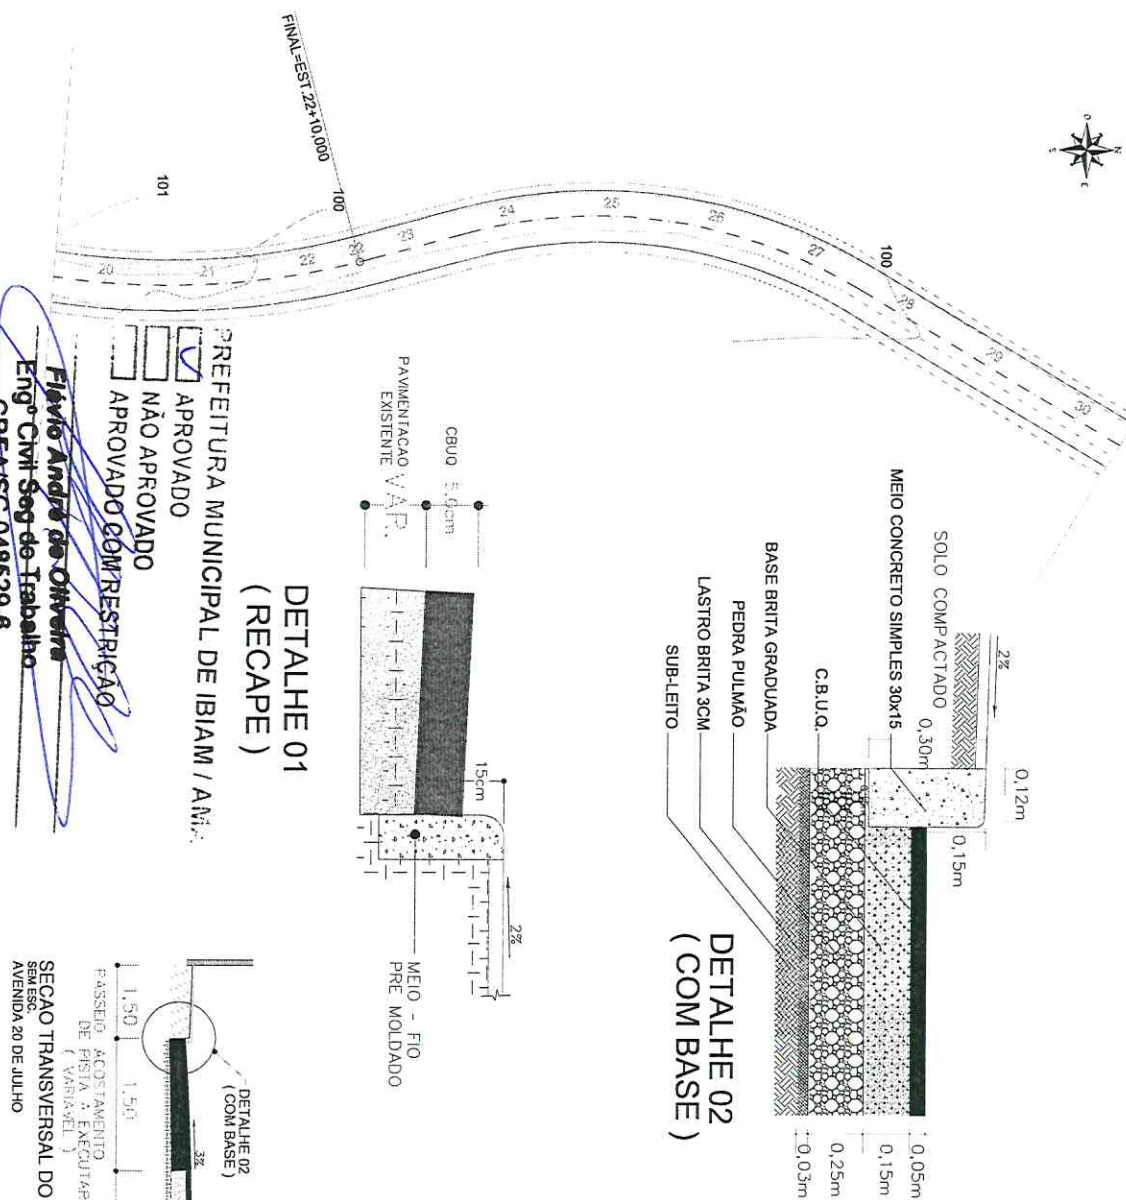 FINAL=EST.22+10,000
101
100
20
21
22
23
24
25
26
27
100
28
29
30
N
S
E
O
SOLO COMPACTADO
2%
0,30m
0,12m
0,15m
MEIO CONCRETO SIMPLES 30x15
C.B.U.Q.
BASE BRITA GRADUADA
PEDRA PULMÃO
LASTRO BRITA 3CM
SUB-LEITO
0,05m
0,15m
0,25m
0,03m
DETALHE 02
( COM BASE )
CBUQ 5,0cm
PAVIMENTACAO VAR.
EXISTENTE
15cm
2%
MEIO - FIO
PRE MOLDADO
DETALHE 01
( RECAPE )
PREFEITURA MUNICIPAL DE IBIAM /
APROVADO
NÃO APROVADO
APROVADO COM RESTRIÇÃO
Flávio André de Oliveira
Engº Civil Seg do Trabalho
CREA/SC 048529-6
DETALHE 02
( COM BASE )
3%
1,50
1,50
PASSEIO
ACOSTAMENTO
DE PISTA A EXECUTAR
( VARIAVEL )
SECAO TRANSVERSAL DO
SEM ESC.
AVENIDA 20 DE JULHO